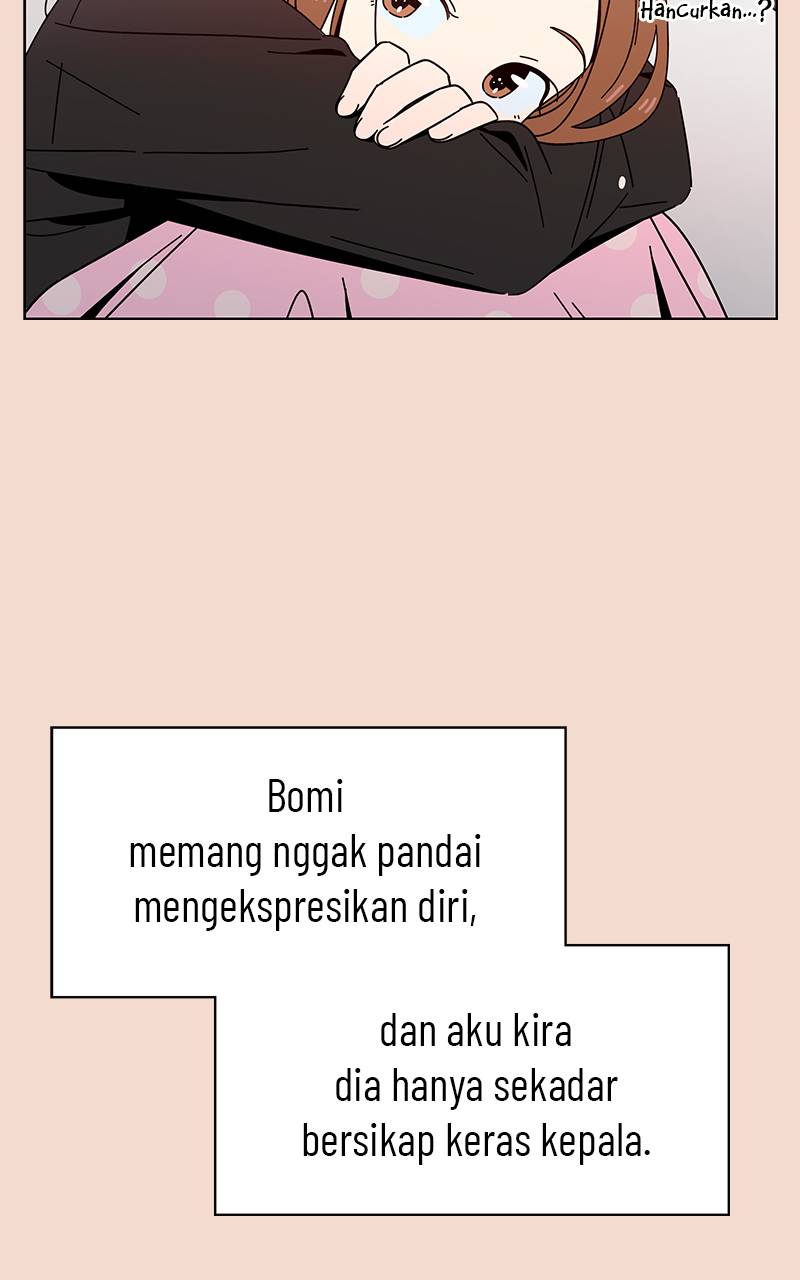 Hancurkan...?
Bomi
memang nggak pandai
mengekspresikan diri,
dan aku kira
dia hanya sekadar
bersikap keras kepala.